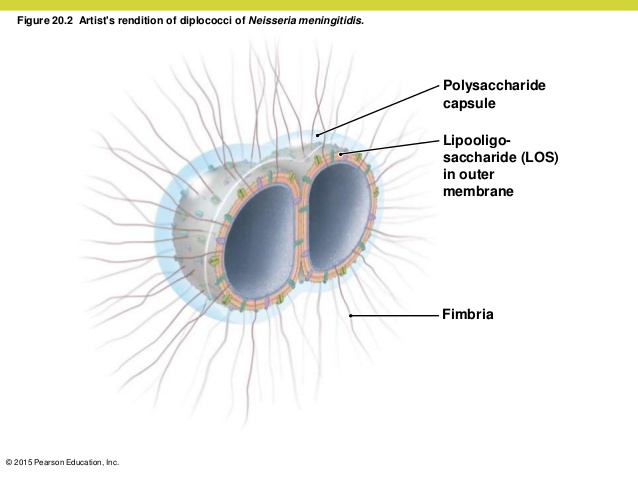 Figure 20.2 Artist's rendition of diplococci of Neisseria meningitidis.
Polysaccharide
capsule
Lipooligo-
saccharide (LOS)
in outer
membrane
Fimbria
© 2015 Pearson Education, Inc.